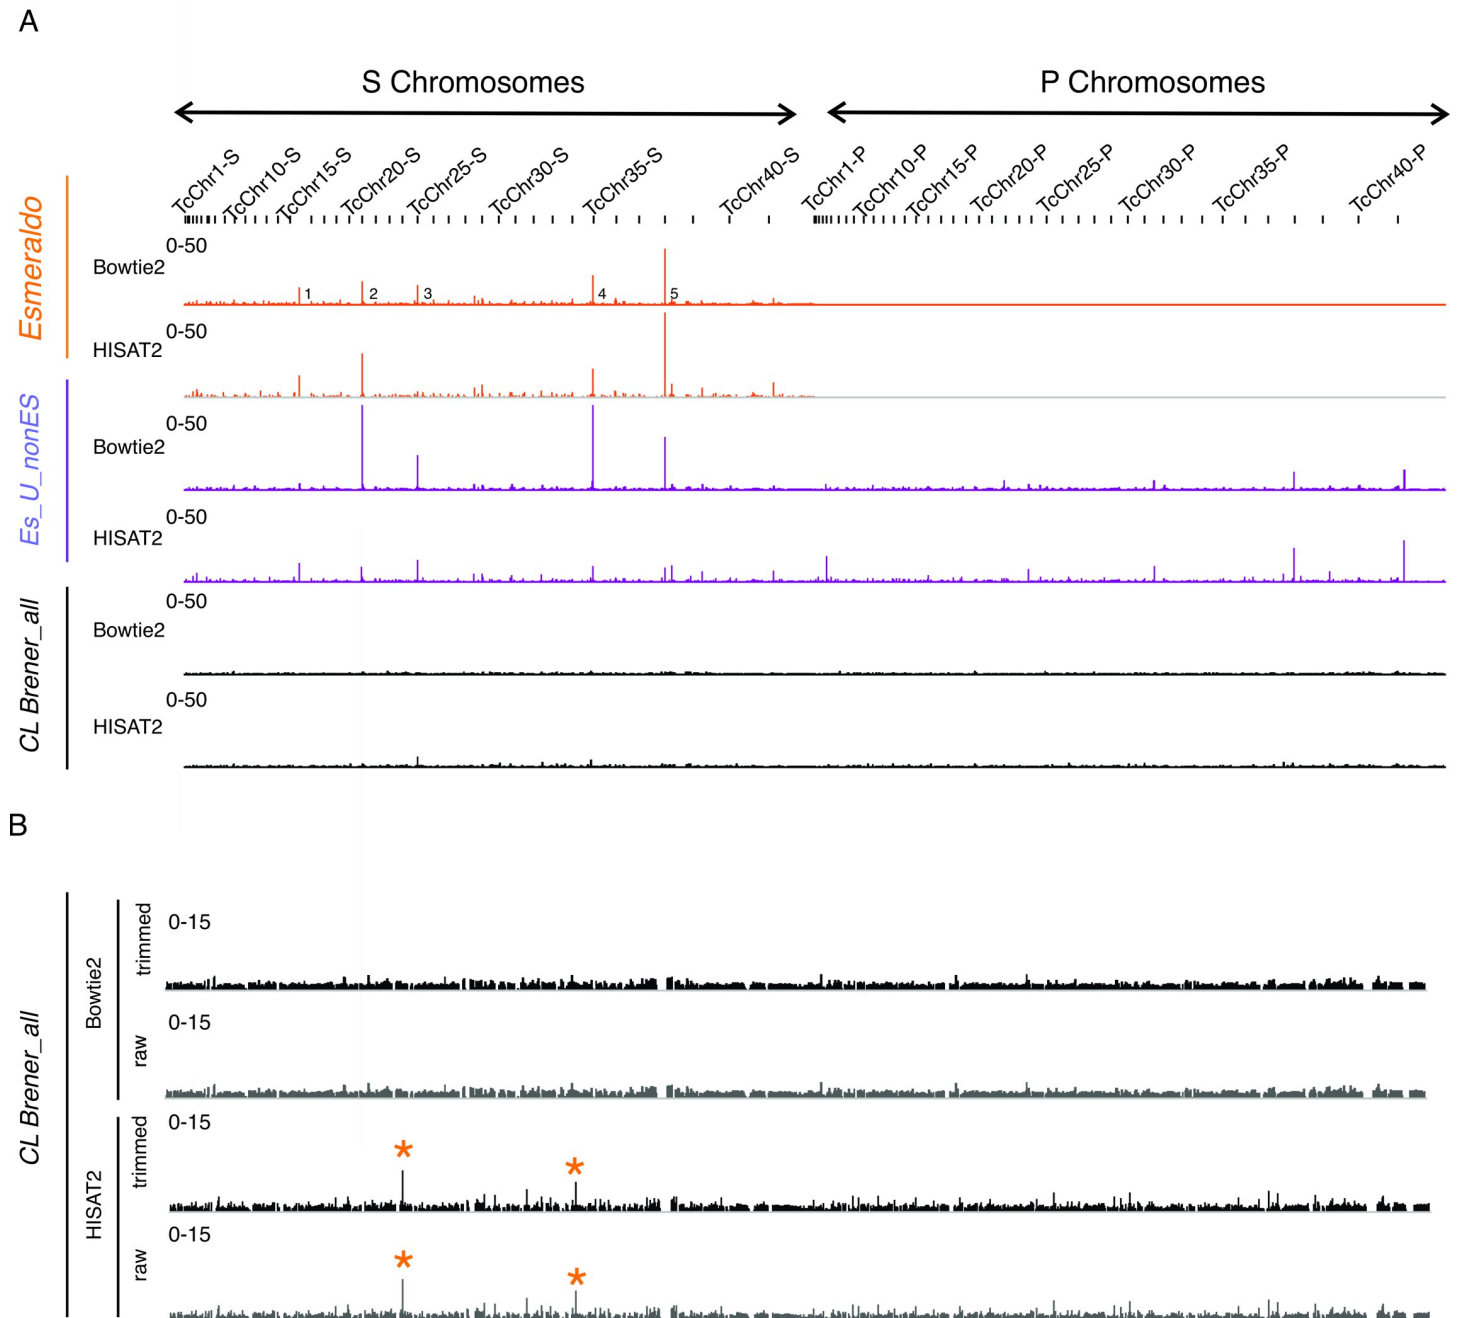 A
S Chromosomes
P Chromosomes
TcChr1-S
TcChr10-S
TcChr15-S
TcChr20-S
TcChr25-S
TcChr30-S
TcChr35-S
TcChr40-S
TcChr1-P
TcChr10-P
TcChr15-P
TcChr20-P
TcChr25-P
TcChr30-P
TcChr35-P
TcChr40-P
Esmeraldo
0-50
Bowtie2
1
2
3
4
5
0-50
HISAT2
Es_U_nonES
0-50
Bowtie2
0-50
HISAT2
CL Brener_all
0-50
Bowtie2
0-50
HISAT2
B
CL Brener_all
Bowtie2
trimmed
0-15
raw
0-15
HISAT2
trimmed
0-15
*
*
raw
0-15
*
*